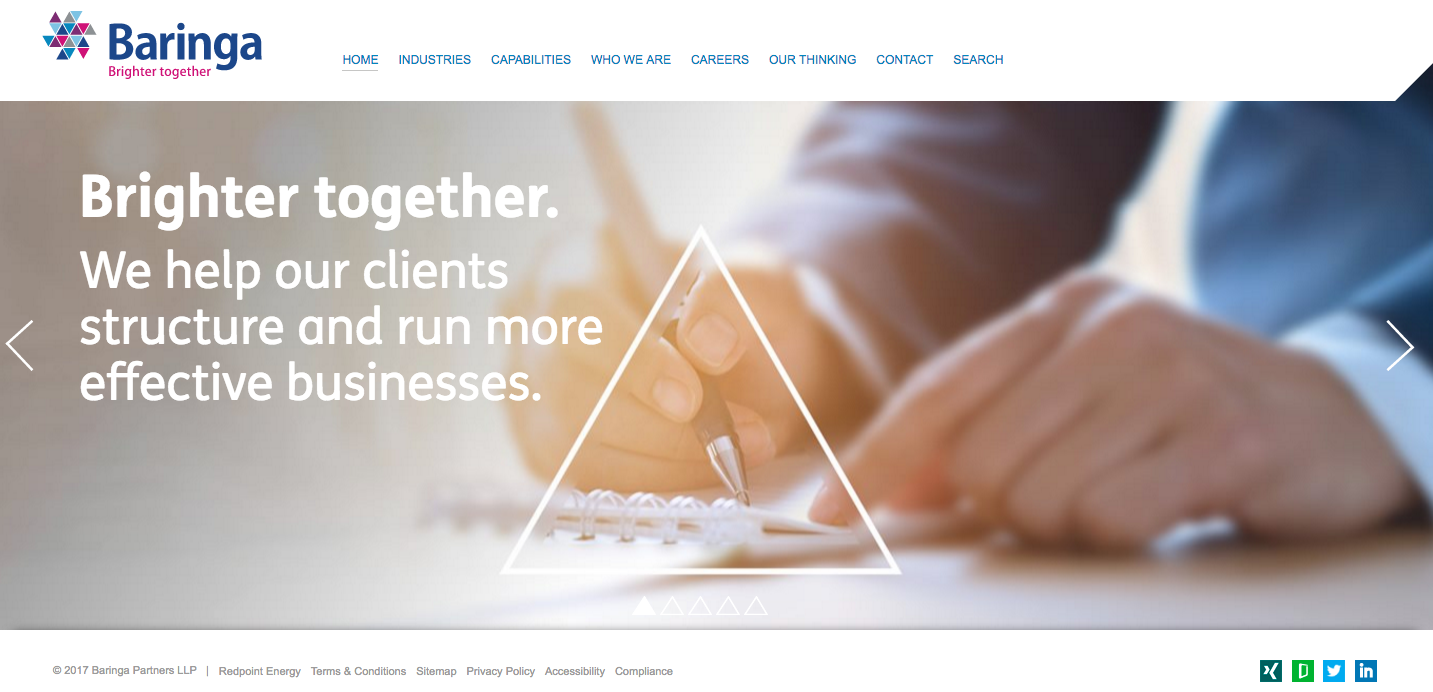 Baringa
Brighter together
HOME INDUSTRIES CAPABILITIES WHO WE ARE CAREERS OUR THINKING CONTACT SEARCH
Brighter together.
We help our clients
structure and run more
effective businesses.
© 2017 Baringa Partners LLP | Redpoint Energy Terms & Conditions Sitemap Privacy Policy Accessibility Compliance
in